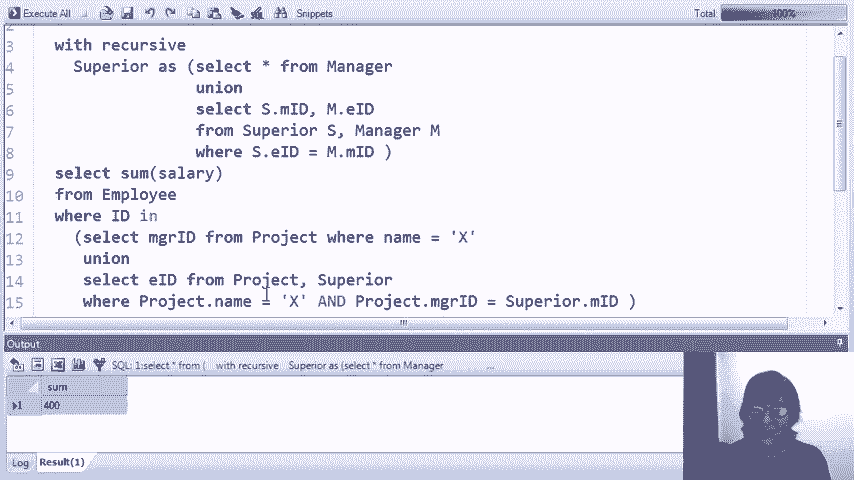 Execute All Snippets Total: 100%
2
3 with recursive
4 Superior as (select * from Manager
5 union
6 select S.mID, M.eID
7 from Superior S, Manager M
8 where S.eID = M.mID )
9 select sum(salary)
10 from Employee
11 where ID in
12 (select mgrID from Project where name = 'X'
13 union
14 select eID from Project, Superior
15 where Project.name = 'X' AND Project.mgrID = Superior.mID )
Output
SQL: 1:select * from ( with recursive Superior as (select * from Manager ...
sum
1 400
Log Result(1)